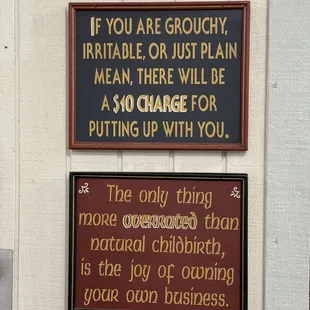 IF YOU ARE GROUCHY,
IRRITABLE, OR JUST PLAIN
MEAN, THERE WILL BE
A $10 CHARGE FOR
PUTTING UP WITH YOU.
The only thing
more overrated than
natural childbirth,
is the joy of owning
your own business.